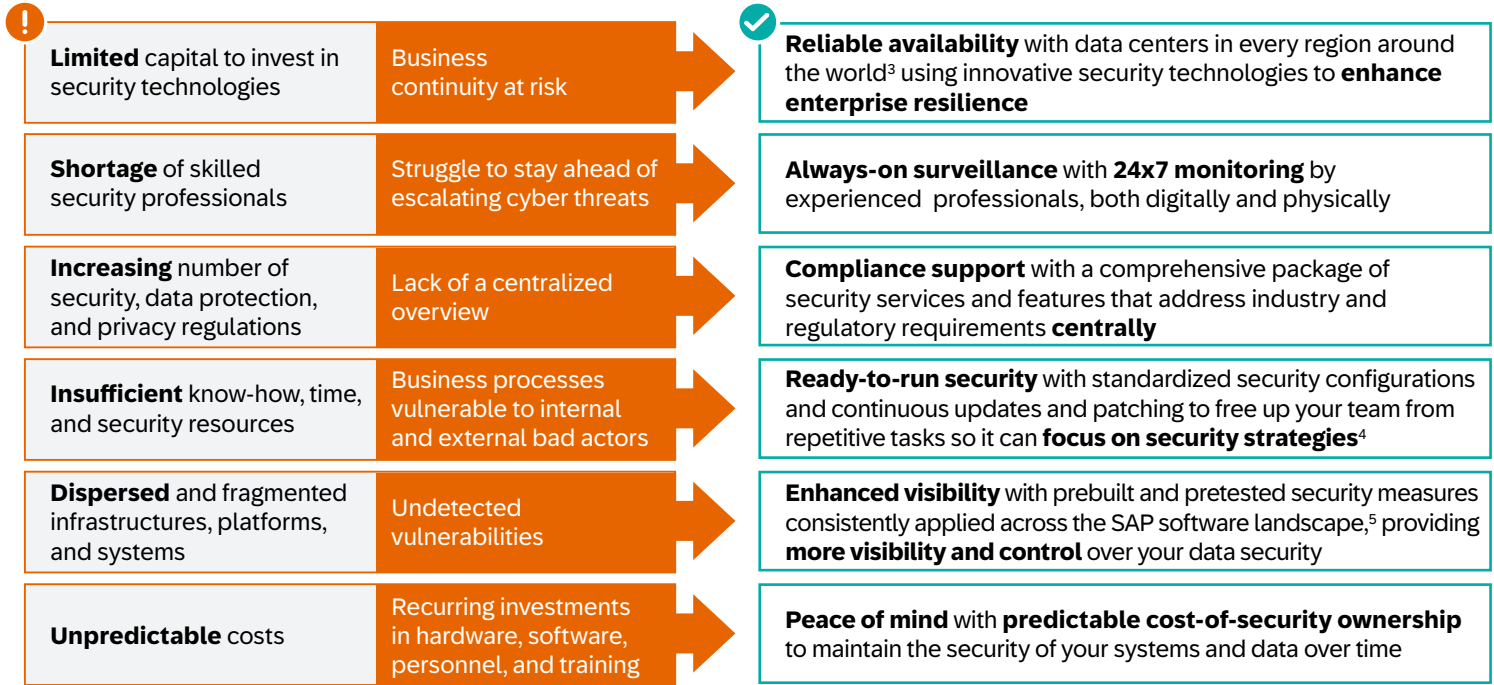 Limited capital to invest in
security technologies
Business
continuity at risk
Reliable availability with data centers in every region around
the world³ using innovative security technologies to enhance
enterprise resilience
Shortage of skilled
security professionals
Struggle to stay ahead of
escalating cyber threats
Always-on surveillance with 24x7 monitoring by
experienced professionals, both digitally and physically
Increasing number of
security, data protection,
and privacy regulations
Lack of a centralized
overview
Compliance support with a comprehensive package of
security services and features that address industry and
regulatory requirements centrally
Insufficient know-how, time,
and security resources
Business processes
vulnerable to internal
and external bad actors
Ready-to-run security with standardized security configurations
and continuous updates and patching to free up your team from
repetitive tasks so it can focus on security strategies⁴
Dispersed and fragmented
infrastructures, platforms,
and systems
Undetected
vulnerabilities
Enhanced visibility with prebuilt and pretested security measures
consistently applied across the SAP software landscape,⁵ providing
more visibility and control over your data security
Unpredictable costs
Recurring investments
in hardware, software,
personnel, and training
Peace of mind with predictable cost-of-security ownership
to maintain the security of your systems and data over time